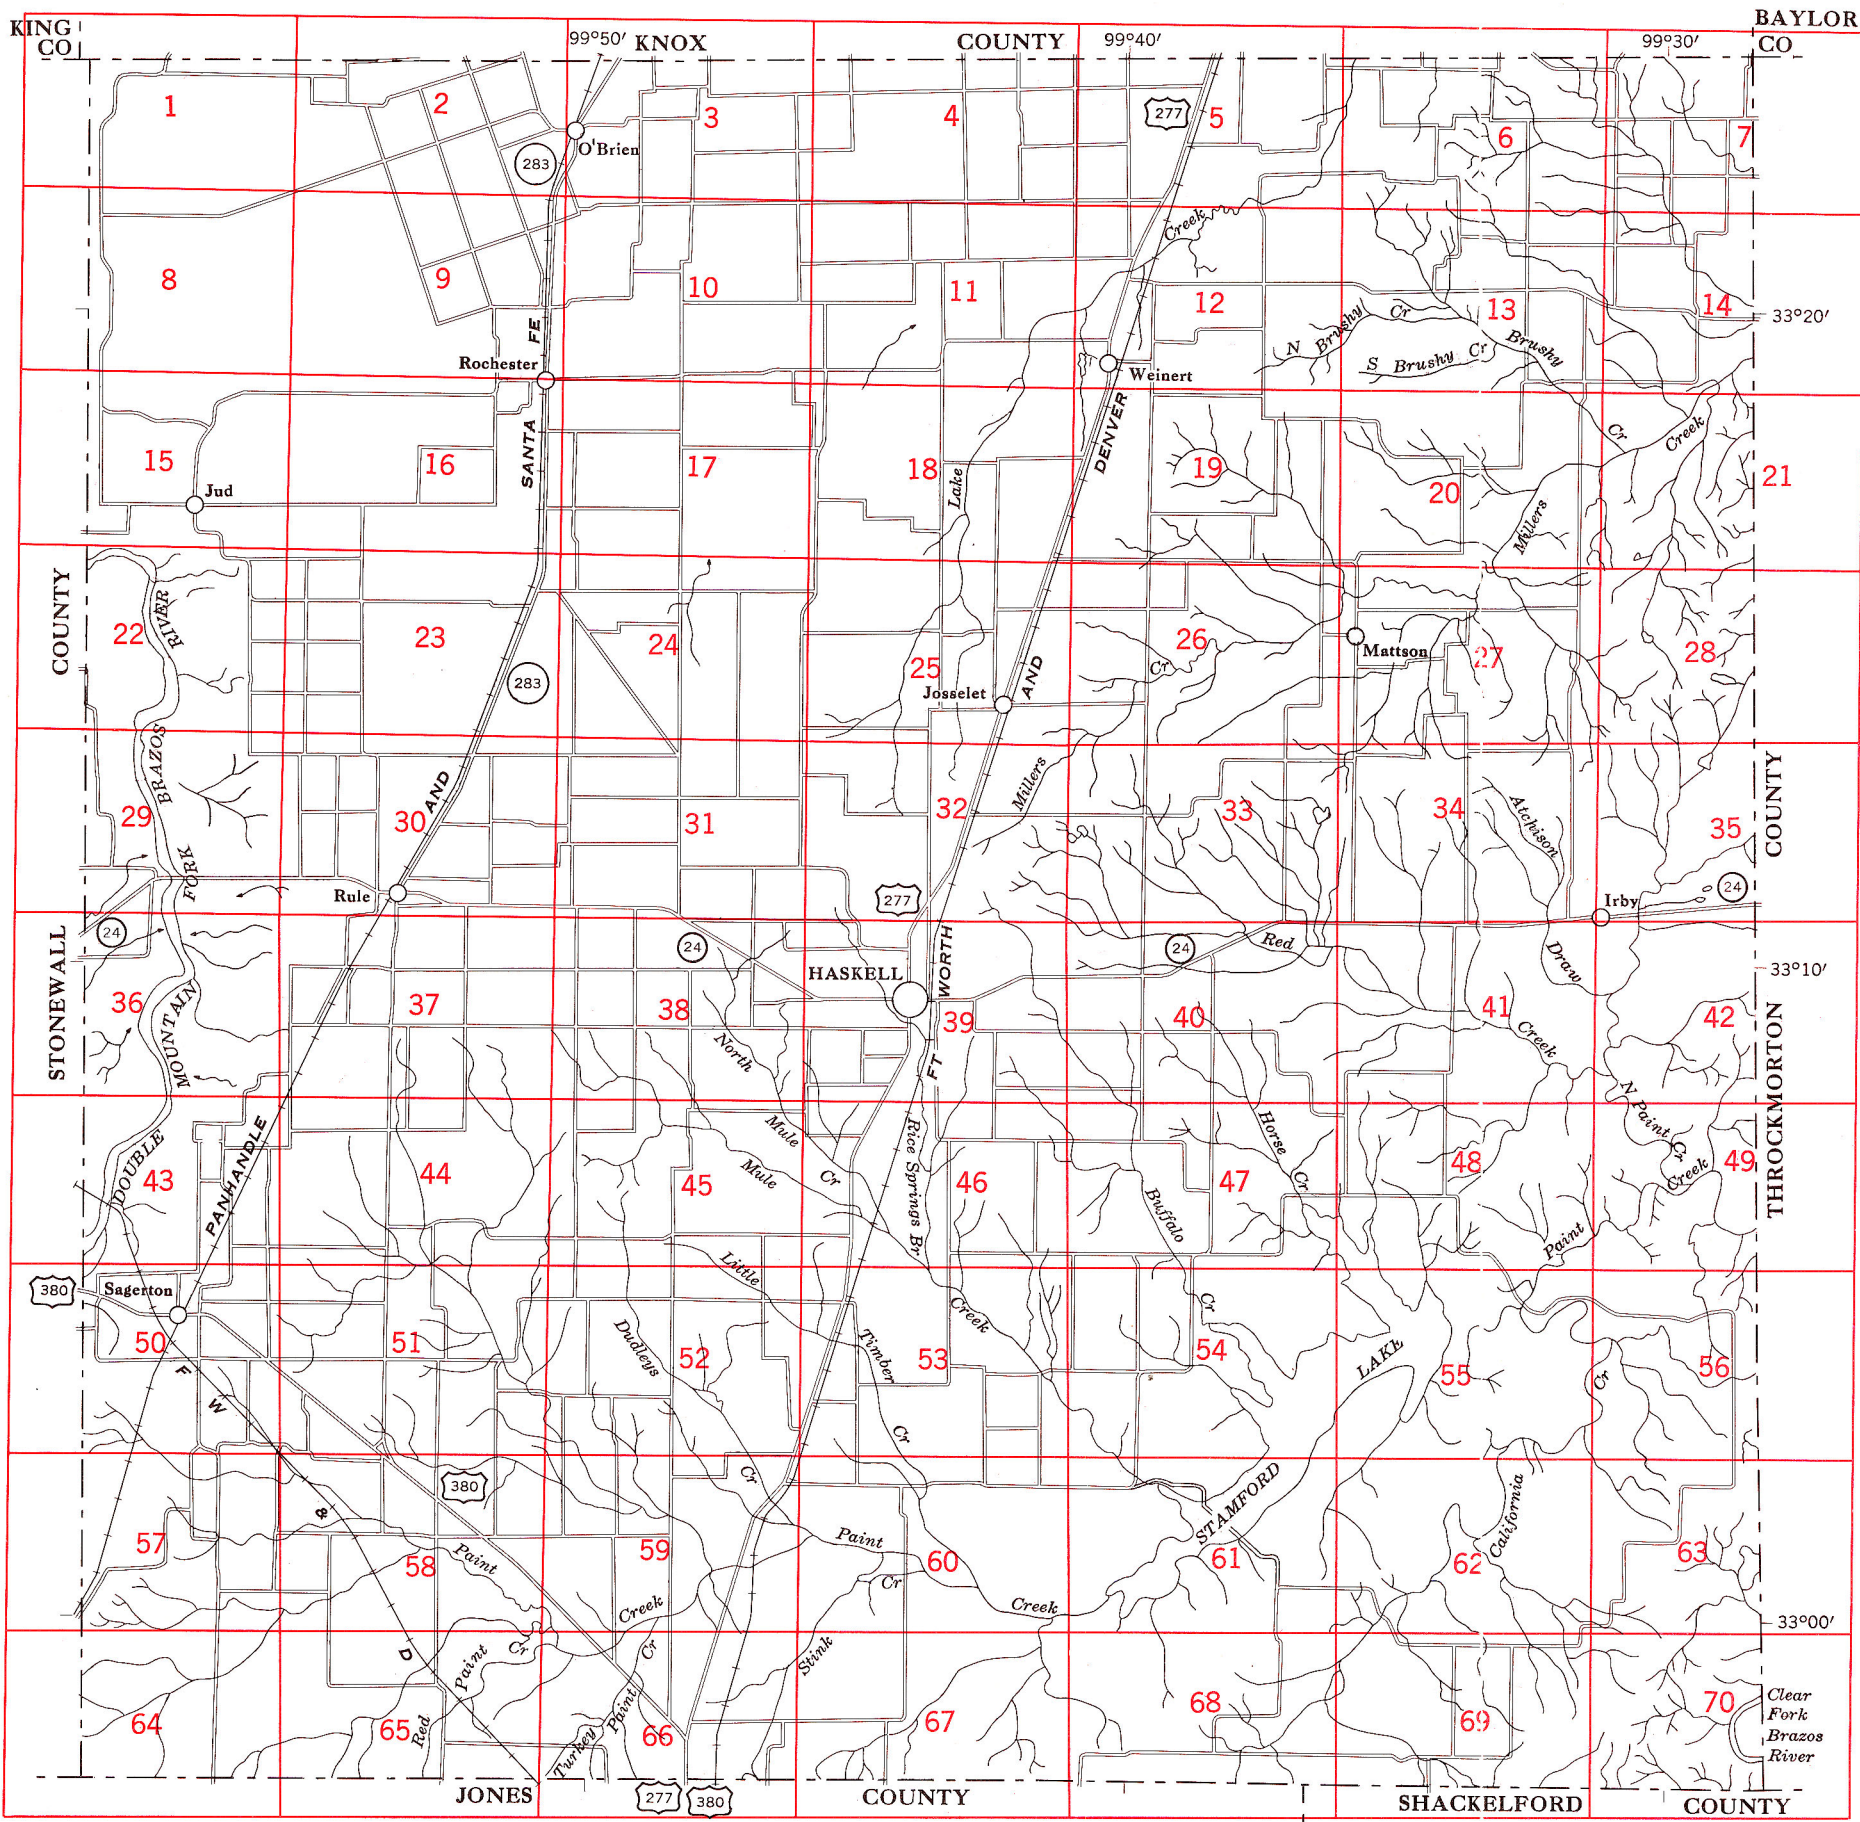 KING CO
99°50′ KNOX COUNTY 99°40′ 99°30′
BAYLOR CO
1 2 3 4 277 5 6 7
O'Brien
283
Creek
8 9 10 11 12 13 14
33°20′
N Brushy Cr
S Brushy Cr
Brushy Cr
SANTA FE
Rochester
Weinert
DENVER
Creek
15 16 17 18 19 20 21
Jud
Lake
Millers
COUNTY
22 23 24 25 26 27 28
RIVER
283
Cr
Mattson
Josselet
AND
BRAZOS
AND
Millers
29 30 31 32 33 34 35
Atchison
COUNTY
FORK
Rule
277
Irby
24
24
24
24
Red
Draw
STONEWALL
HASKELL
WORTH
33°10′
36 37 38 39 40 41 42
MOUNTAIN
North
FT
Creek
N Paint Cr
THROCKMORTON
Mule
Rice Springs Br
Horse
DOUBLE
PANHANDLE
43 44 45 46 47 48 49
Mule
Cr
Cr
Creek
Buffalo
Paint
Little
380
Sagerton
Creek
Cr
50 51 52 53 54 55 56
Dudleys
Timber
LAKE
Cr
F W
Cr
Cr
380
STAMFORD
California
&
57 58 59 60 61 62 63
Paint
Paint
Cr
Creek
Creek
33°00′
D
Paint
Cr
Cr
Stink
64 65 66 67 68 69 70
Red
Turkey
Paint
Clear
Fork
Brazos
River
JONES 277 380 COUNTY SHACKELFORD COUNTY